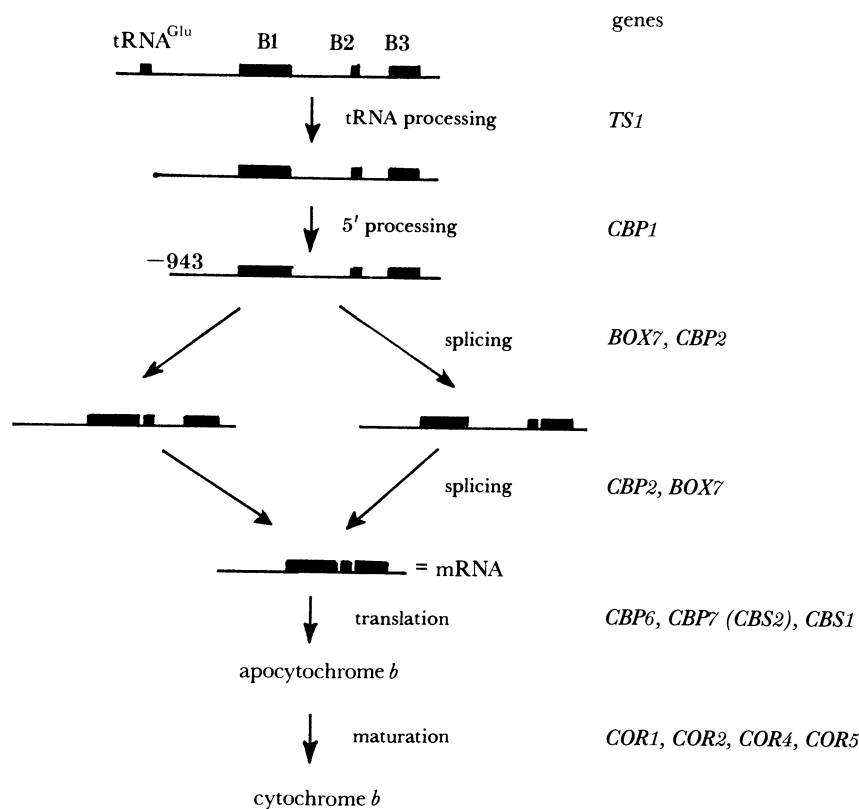 genes
tRNA^Glu B1 B2 B3
tRNA processing TS1
5′ processing CBP1
−943
splicing BOX7, CBP2
splicing CBP2, BOX7
= mRNA
translation CBP6, CBP7 (CBS2), CBS1
apocytochrome b
maturation COR1, COR2, COR4, COR5
cytochrome b